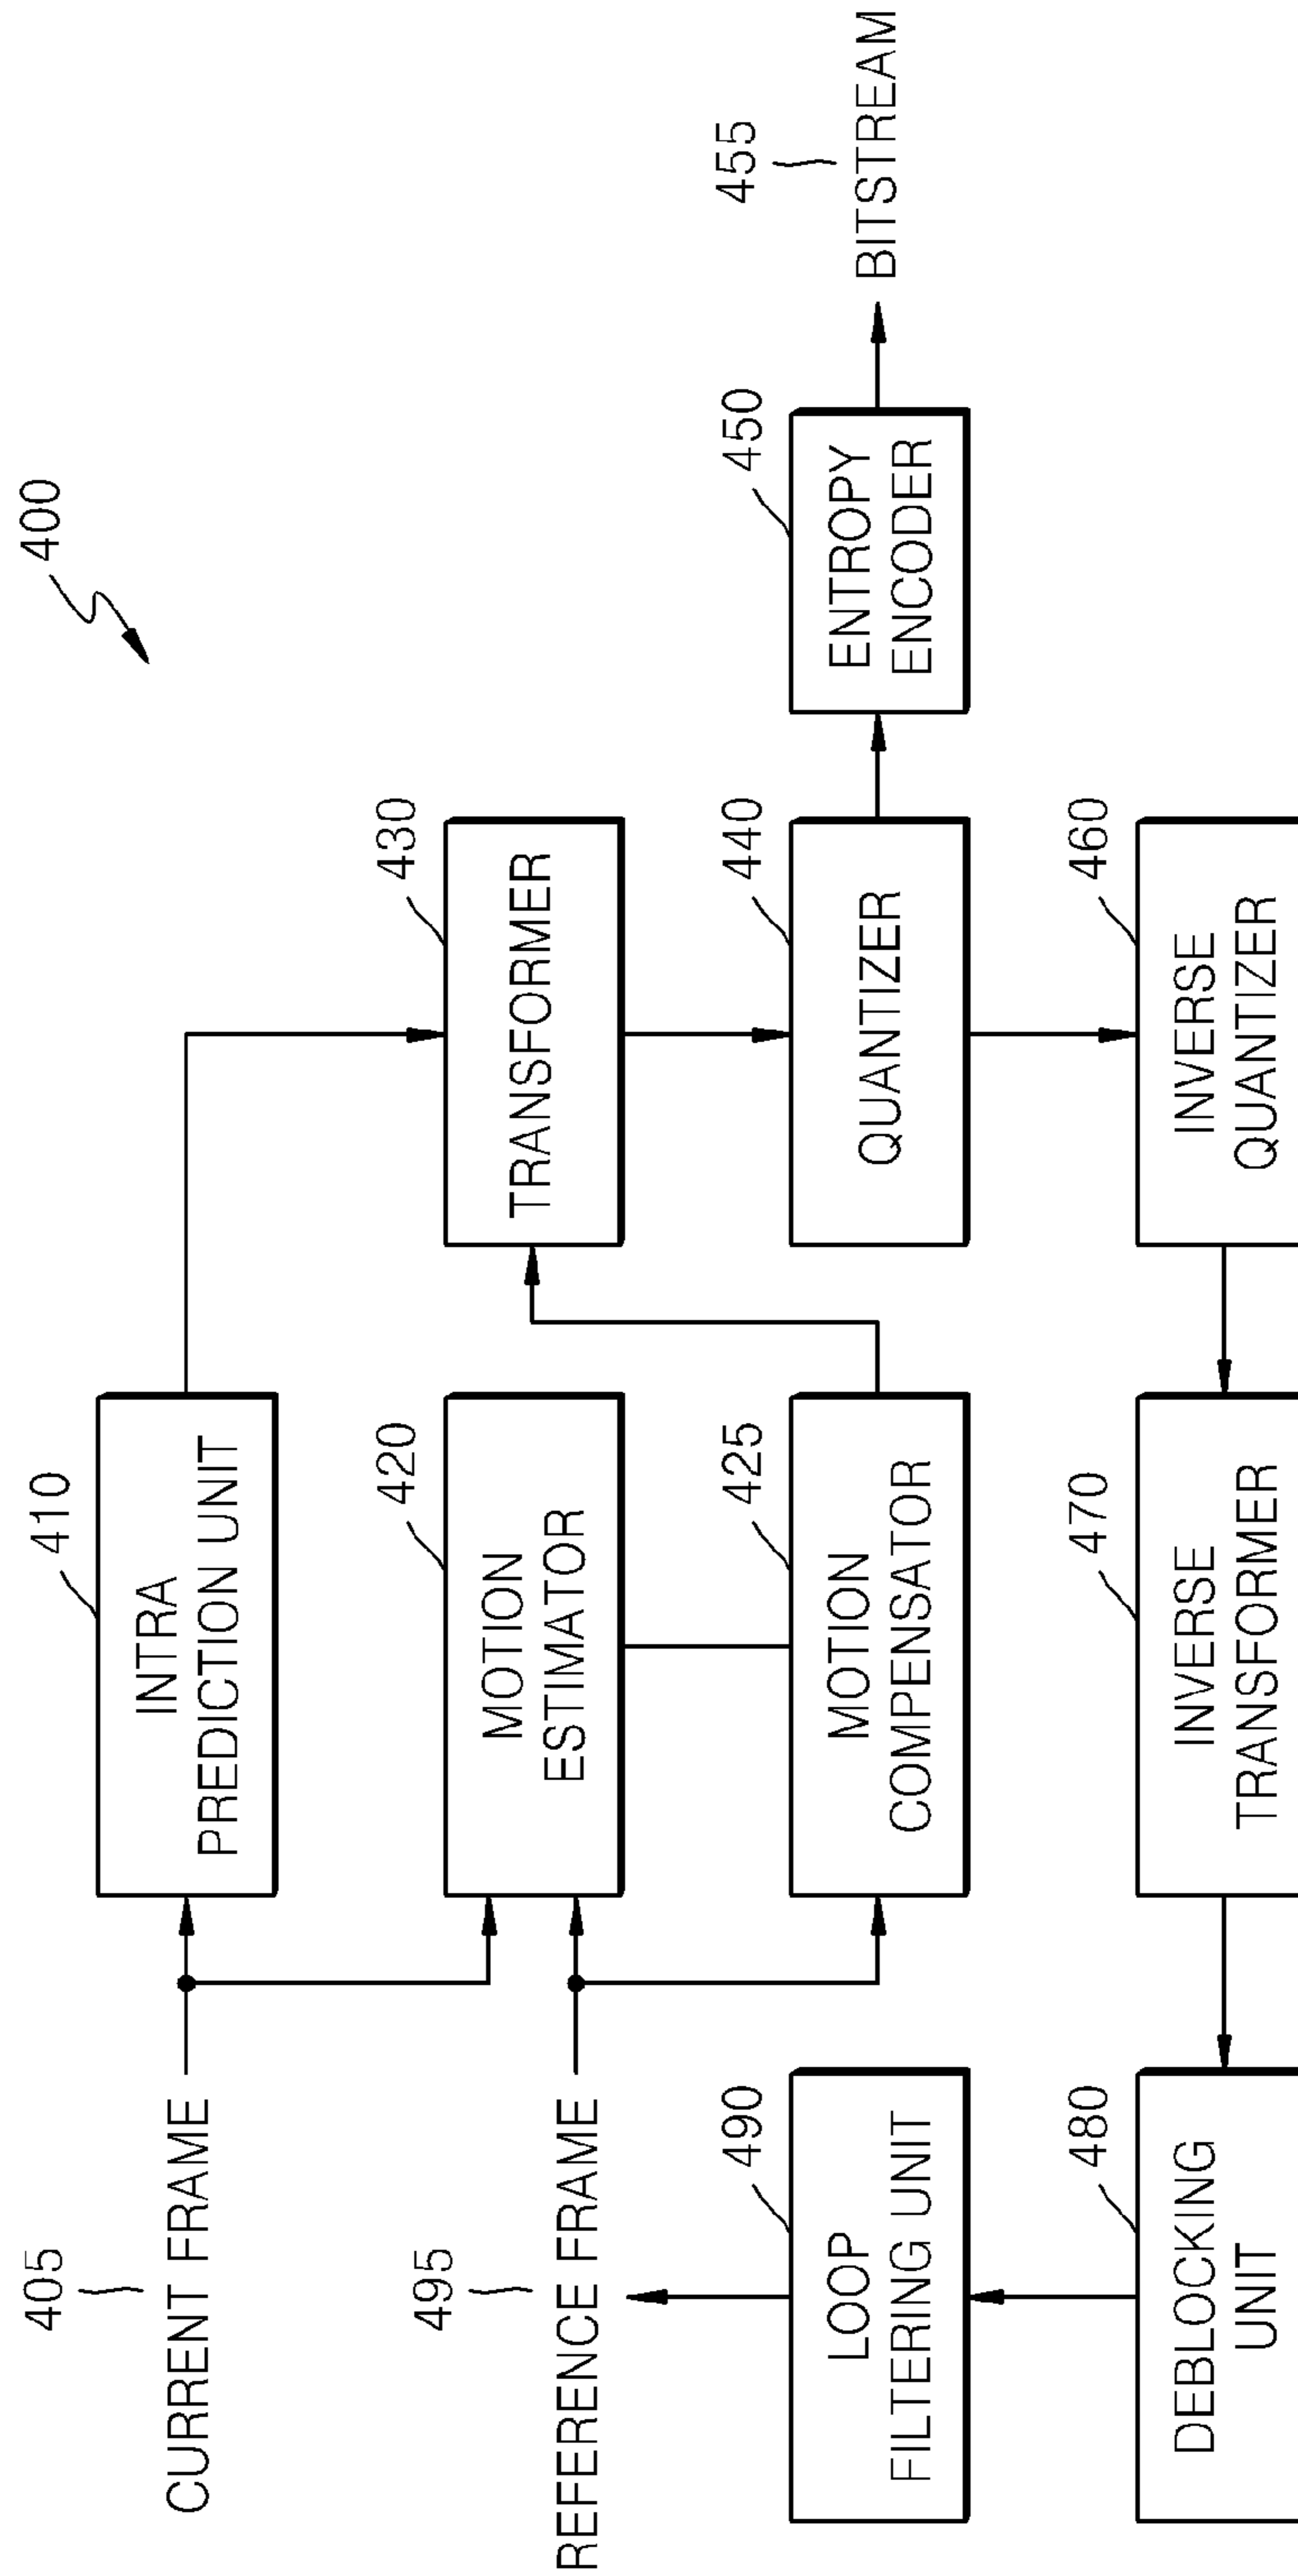 400
405
CURRENT FRAME
410
INTRA
PREDICTION UNIT
495
REFERENCE FRAME
420
MOTION
ESTIMATOR
430
TRANSFORMER
490
LOOP
FILTERING UNIT
425
MOTION
COMPENSATOR
440
QUANTIZER
450
ENTROPY
ENCODER
455
BITSTREAM
480
DEBLOCKING
UNIT
470
INVERSE
TRANSFORMER
460
INVERSE
QUANTIZER